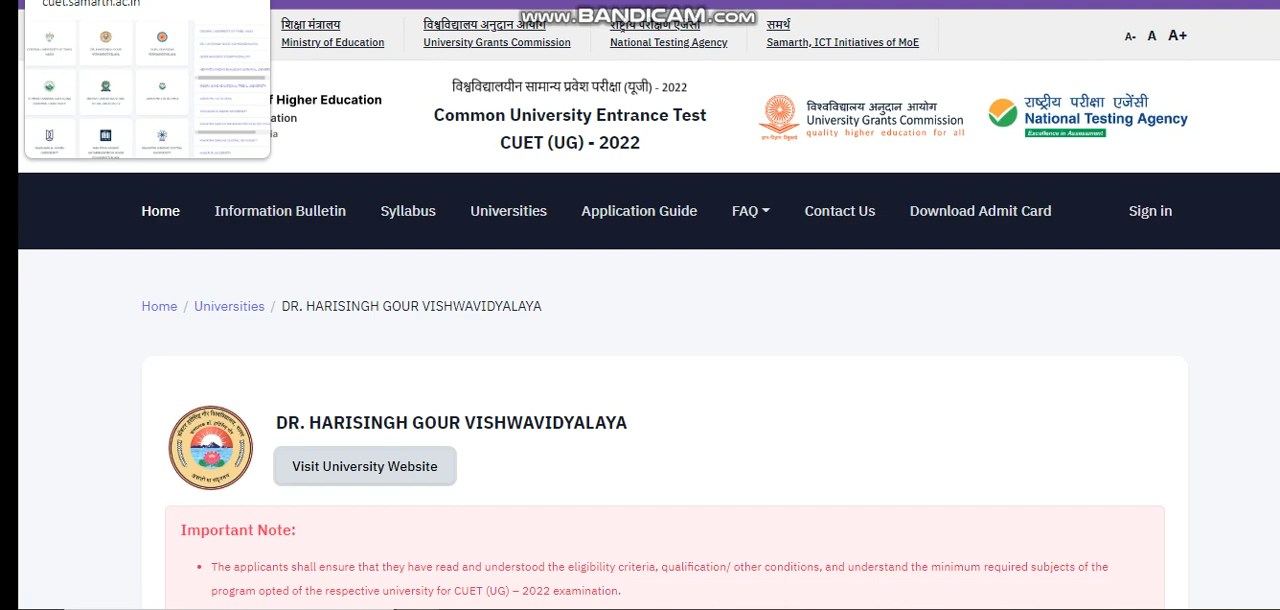 cuet.samarth.ac.in
www.BANDICAM.com
शिक्षा मंत्रालय
Ministry of Education
विश्वविद्यालय अनुदान आयोग
University Grants Commission
राष्ट्रीय परीक्षण एजेंसी
National Testing Agency
समर्थ
Samarth, ICT Initiatives of MoE
A- A A+
f Higher Education
ation
ia
विश्वविद्यालयीन सामान्य प्रवेश परीक्षा (यूजी) - 2022
Common University Entrance Test
CUET (UG) - 2022
विश्वविद्यालय अनुदान आयोग
University Grants Commission
quality higher education for all
राष्ट्रीय परीक्षा एजेंसी
National Testing Agency
Excellence in Assessment
Home Information Bulletin Syllabus Universities Application Guide FAQ Contact Us Download Admit Card Sign in
Home / Universities / DR. HARISINGH GOUR VISHWAVIDYALAYA
DR. HARISINGH GOUR VISHWAVIDYALAYA
Visit University Website
Important Note:
• The applicants shall ensure that they have read and understood the eligibility criteria, qualification/ other conditions, and understand the minimum required subjects of the
program opted of the respective university for CUET (UG) – 2022 examination.